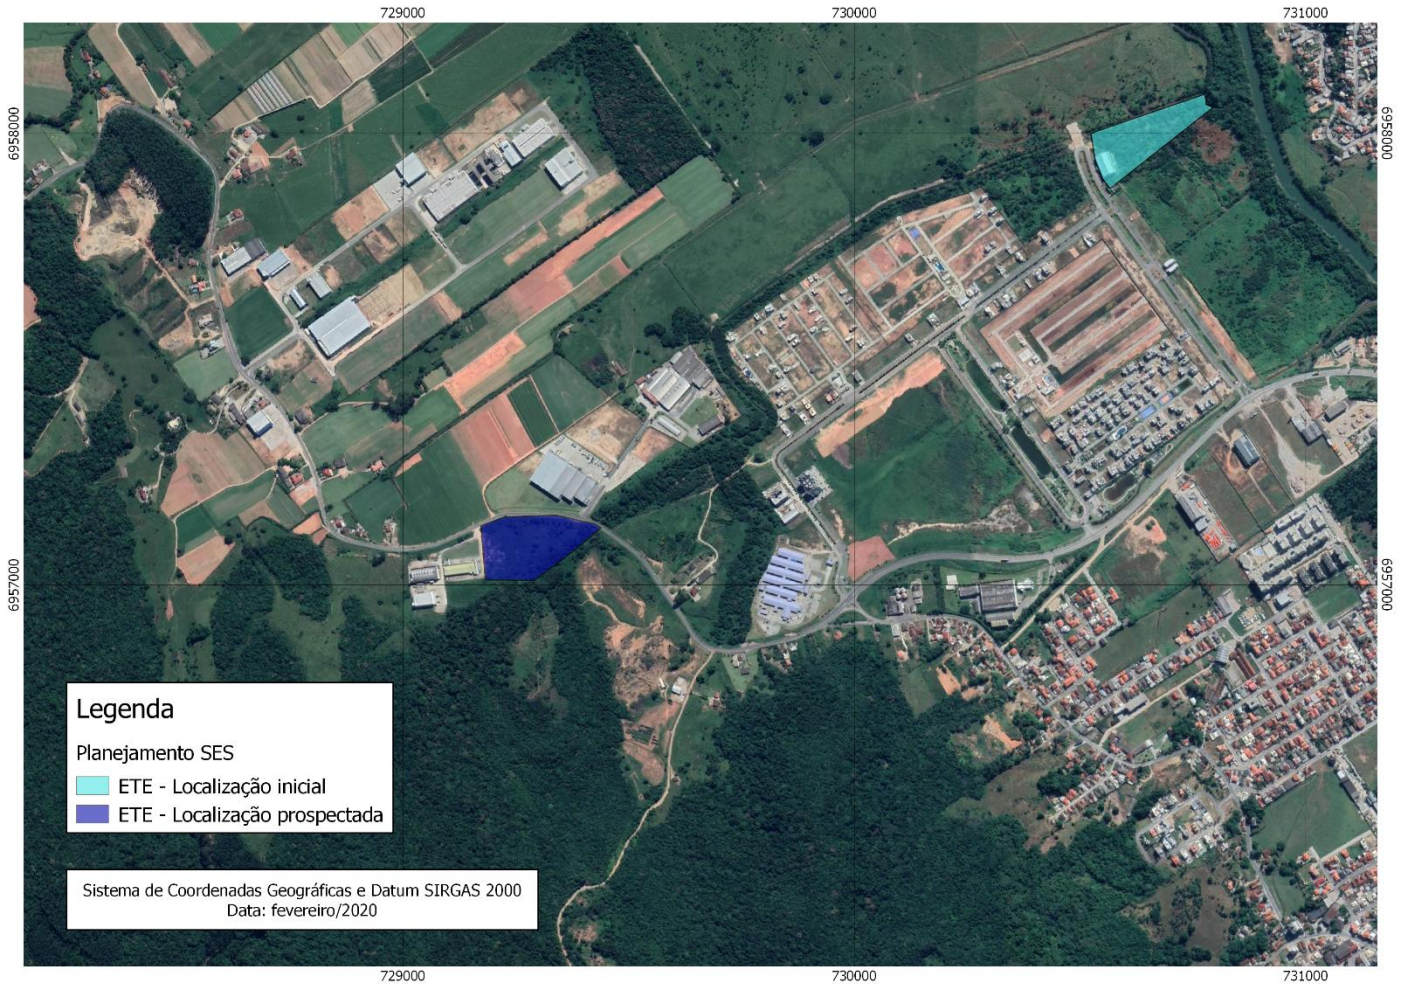 729000
730000
731000
6958000
6958000
6957000
6957000
Legenda
Planejamento SES
ETE - Localização inicial
ETE - Localização prospectada
Sistema de Coordenadas Geográficas e Datum SIRGAS 2000
Data: fevereiro/2020
729000
730000
731000